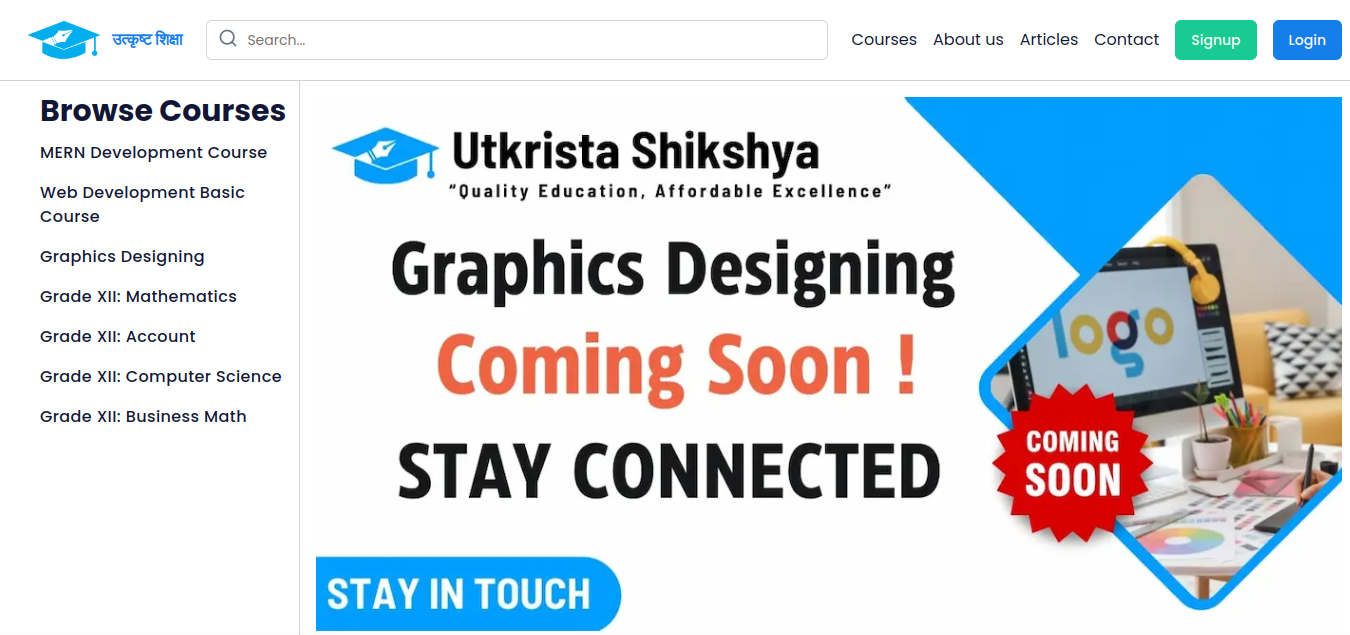 उत्कृष्ट शिक्षा
Search...
Courses
About us
Articles
Contact
Signup
Login
Browse Courses
MERN Development Course
Web Development Basic
Course
Graphics Designing
Grade XII: Mathematics
Grade XII: Account
Grade XII: Computer Science
Grade XII: Business Math
Utkrista Shikshya
“Quality Education, Affordable Excellence”
Graphics Designing
Coming Soon !
STAY CONNECTED
logo
COMING
SOON
STAY IN TOUCH